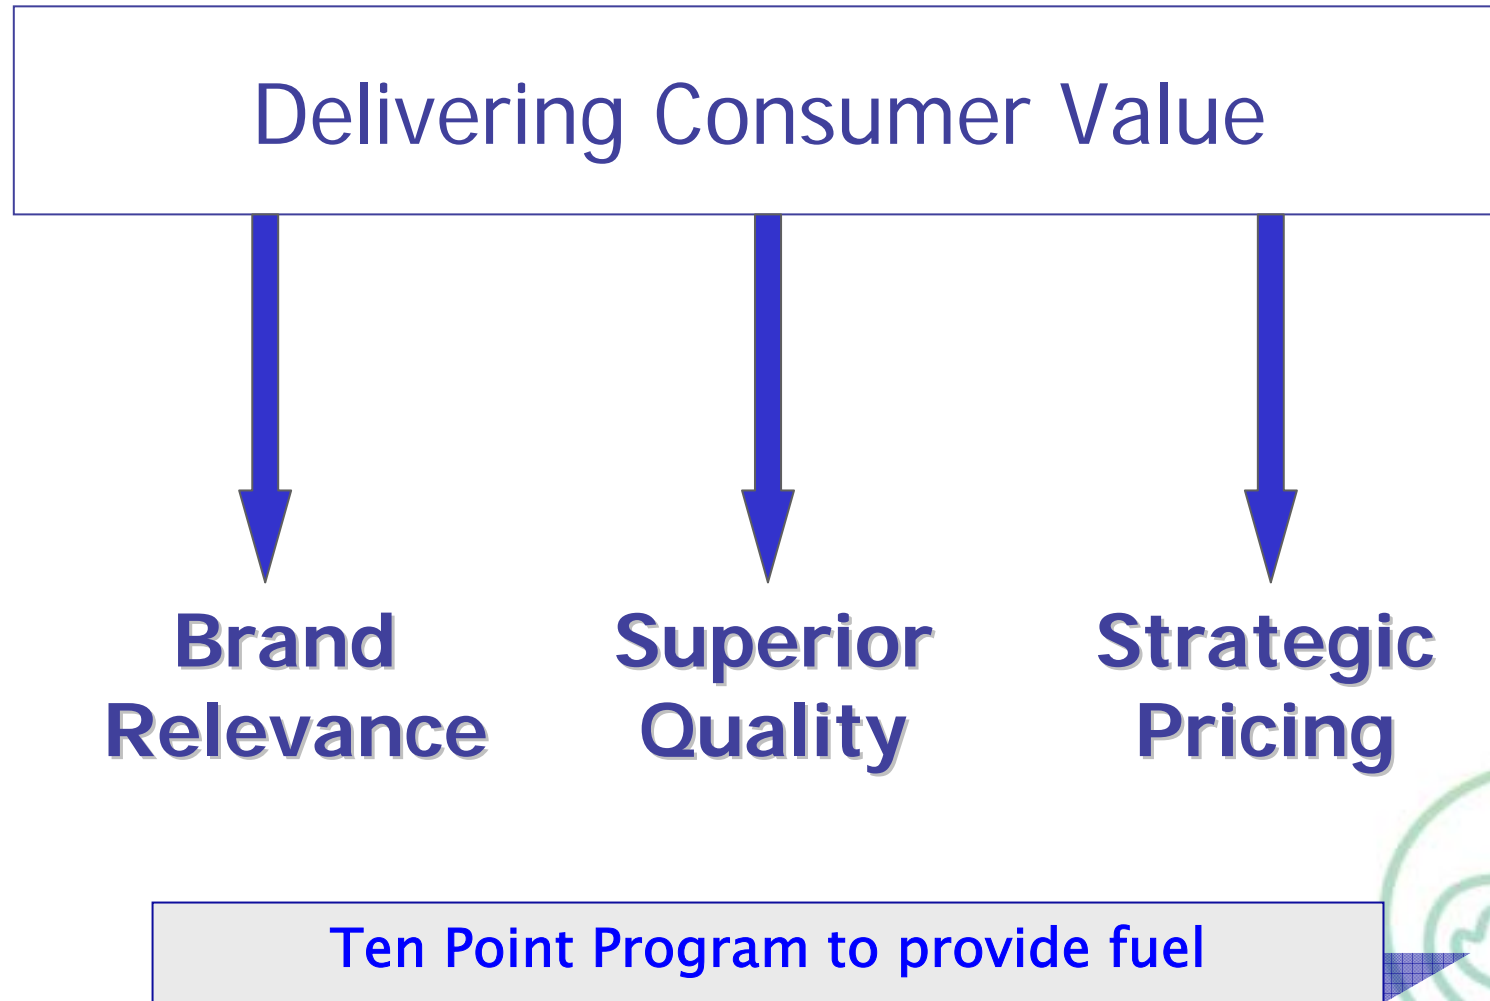 Delivering Consumer Value
Brand
Relevance
Superior
Quality
Strategic
Pricing
Ten Point Program to provide fuel